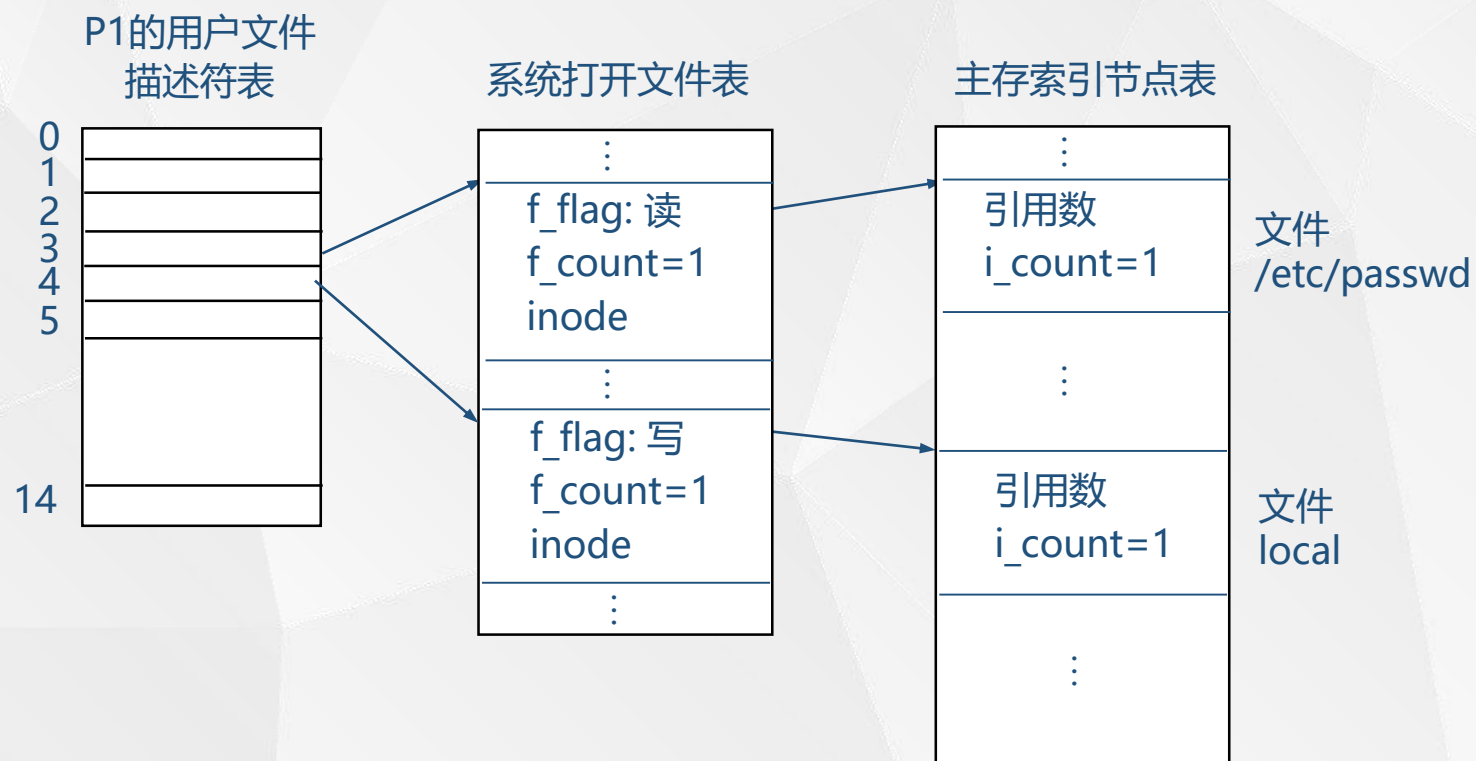 P1的用户文件
描述符表
0
1
2
3
4
5
14
系统打开文件表
⋮
f_flag: 读
f_count=1
inode
⋮
f_flag: 写
f_count=1
inode
⋮
主存索引节点表
⋮
引用数
i_count=1
⋮
引用数
i_count=1
⋮
文件
/etc/passwd
文件
local